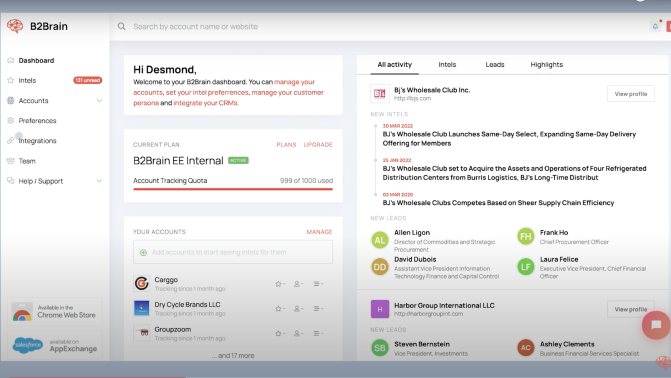 B2Brain
Search by account name or website
Dashboard
Intels
131 unread
Accounts
Preferences
Integrations
Team
Help / Support
Available in the
Chrome Web Store
salesforce
available on
AppExchange
Hi Desmond,
Welcome to your B2Brain dashboard. You can manage your
accounts, set your intel prerferences, manage your customer
persona and integrate your CRMs.
CURRENT PLAN
PLANS UPGRADE
B2Brain EE Internal ACTIVE
Account Tracking Quota 999 of 1000 used
YOUR ACCOUNTS MANAGE
Add accounts to start seeing intels for them
Carggo
Tracking since 1 month ago
Dry Cycle Brands LLC
Tracking since 1 month ago
Groupzoom
Tracking since 1 month ago
...and 17 more
All activity Intels Leads Highlights
Bj's Wholesale Club Inc.
http://bjs.com
View profile
NEW INTELS
30 MAR 2022
BJ's Wholesale Club Launches Same-Day Select, Expanding Same-Day Delivery
Offering for Members
25 JAN 2022
BJ's Wholesale Club set to Acquire the Assets and Operations of Four Refrigerated
Distribution Centers from Burris Logistics, BJ's Long-Time Distribut
02 MAR 2020
BJ's Wholesale Clubs Competes Based on Sheer Supply Chain Efficiency
NEW LEADS
AL
Allen Ligon
Director of Commodities and Strategic
Procurement
FH
Frank Ho
Chief Procurement Officer
DD
David Dubois
Assistant Vice President Information
Technology Finance and Capital Control
LF
Laura Felice
Executive Vice President, Chief Financial
Officer
H
Harbor Group International LLC
http://harborgroupint.com
View profile
NEW LEADS
SB
Steven Bernstein
Vice President, Investments
AC
Ashley Clements
Business Financial Services Specialist